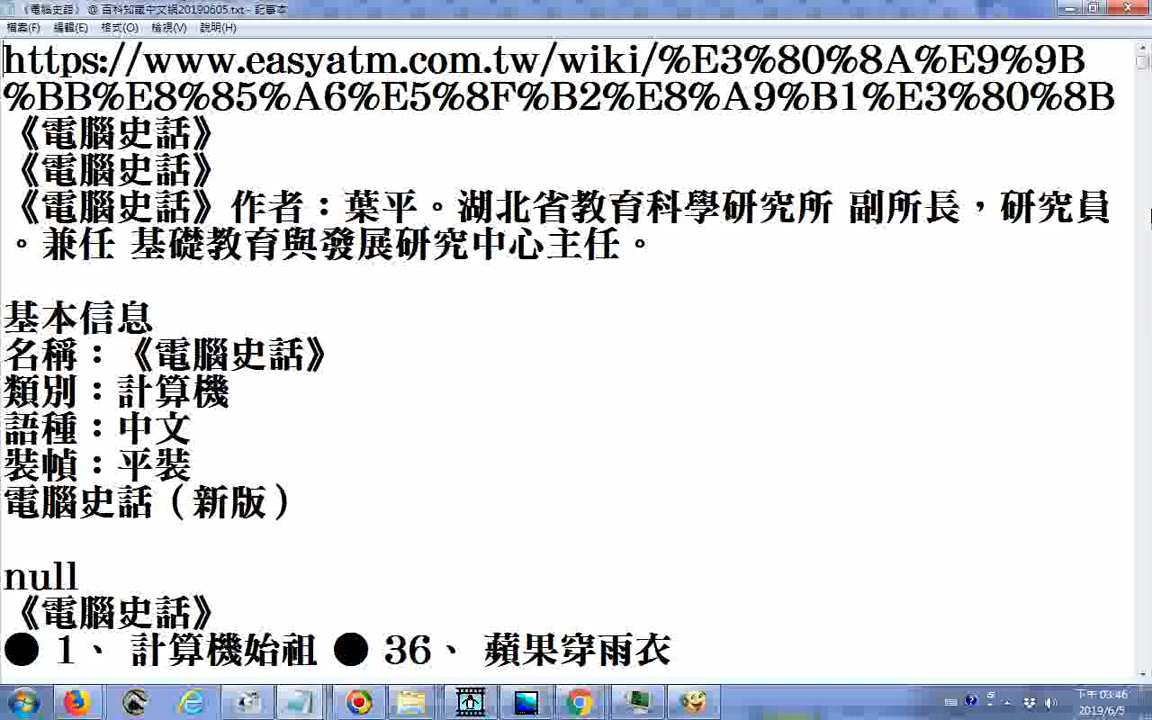 《電腦史話》 @ 百科知識中文網20190605.txt - 記事本
檔案(F) 編輯(E) 格式(O) 檢視(V) 說明(H)
https://www.easyatm.com.tw/wiki/%E3%80%8A%E9%9B
%BB%E8%85%A6%E5%8F%B2%E8%A9%B1%E3%80%8B
《電腦史話》
《電腦史話》
《電腦史話》作者：葉平。湖北省教育科學研究所 副所長，研究員
。兼任 基礎教育與發展研究中心主任。
基本信息
名稱：《電腦史話》
類別：計算機
語種：中文
裝幀：平裝
電腦史話（新版）
null
《電腦史話》
● 1、 計算機始祖 ● 36、 蘋果穿雨衣
下午 03:46
2019/6/5